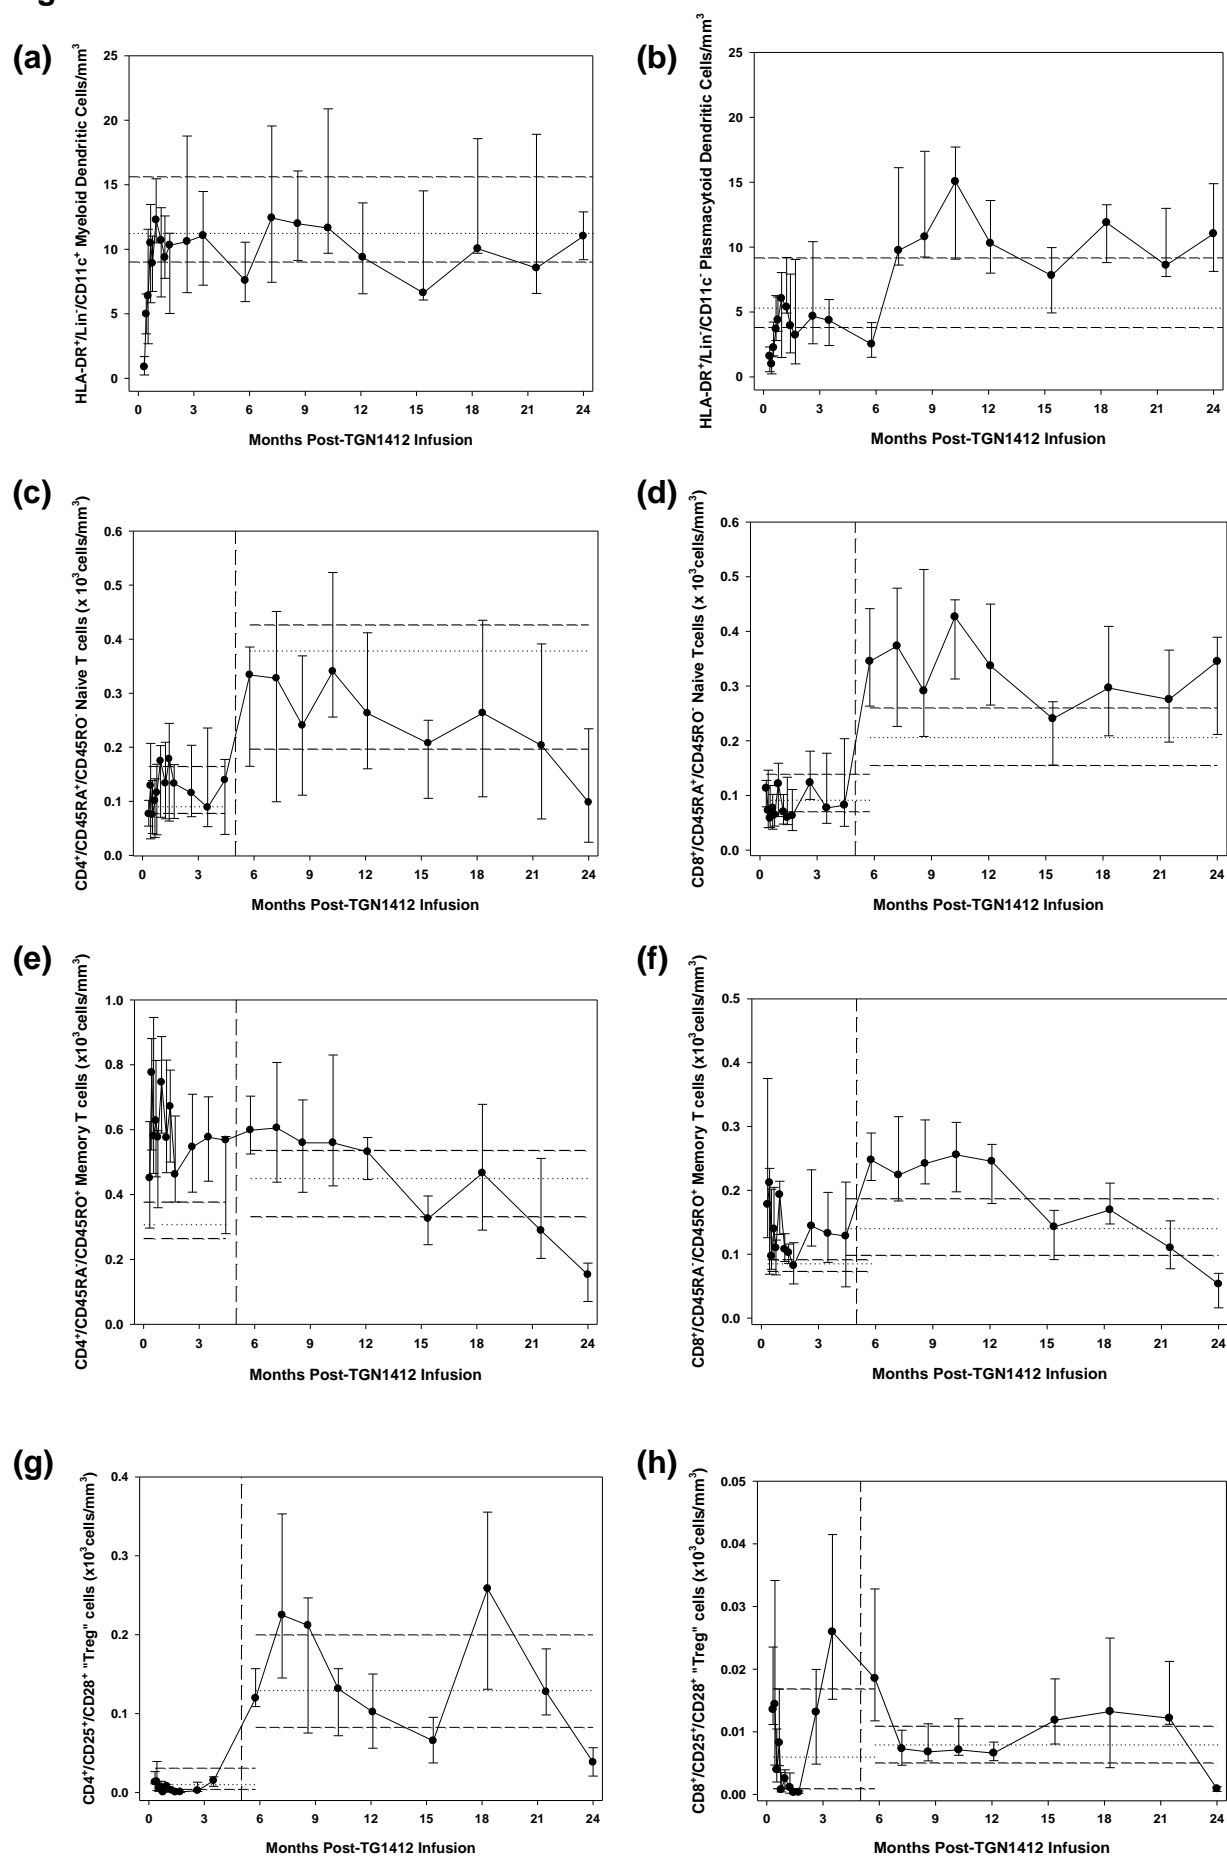 (a)
HLA-DR⁺/Lin⁻/CD11c⁺ Myeloid Dendritic Cells/mm³
25
20
15
10
5
0
0 3 6 9 12 15 18 21 24
Months Post-TGN1412 Infusion
(b)
HLA-DR⁺/Lin⁻/CD11c⁻ Plasmacytoid Dendritic Cells/mm³
25
20
15
10
5
0
0 3 6 9 12 15 18 21 24
Months Post-TGN1412 Infusion
(c)
CD4⁺/CD45RA⁺/CD45RO⁻ Naive T cells (x 10³cells/mm³)
0.6
0.5
0.4
0.3
0.2
0.1
0.0
0 3 6 9 12 15 18 21 24
Months Post-TGN1412 Infusion
(d)
CD8⁺/CD45RA⁺/CD45RO⁻ Naive Tcells (x 10³cells/mm³)
0.6
0.5
0.4
0.3
0.2
0.1
0.0
0 3 6 9 12 15 18 21 24
Months Post-TGN1412 Infusion
(e)
CD4⁺/CD45RA⁻/CD45RO⁺ Memory T cells (x10³cells/mm³)
1.0
0.8
0.6
0.4
0.2
0.0
0 3 6 9 12 15 18 21 24
Months Post-TGN1412 Infusion
(f)
CD8⁺/CD45RA⁻/CD45RO⁺ Memory T cells (x10³cells/mm³)
0.5
0.4
0.3
0.2
0.1
0.0
0 3 6 9 12 15 18 21 24
Months Post-TGN1412 Infusion
(g)
CD4⁺/CD25⁺/CD28⁺ "Treg" cells (x10³cells/mm³)
0.4
0.3
0.2
0.1
0.0
0 3 6 9 12 15 18 21 24
Months Post-TG1412 Infusion
(h)
CD8⁺/CD25⁺/CD28⁺ "Treg" cells (x10³cells/mm³)
0.05
0.04
0.03
0.02
0.01
0.00
0 3 6 9 12 15 18 21 24
Months Post-TGN1412 Infusion